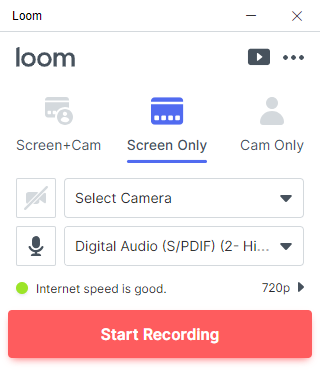 Loom
loom
Screen+Cam Screen Only Cam Only
Select Camera
Digital Audio (S/PDIF) (2- Hi...
Internet speed is good. 720p
Start Recording